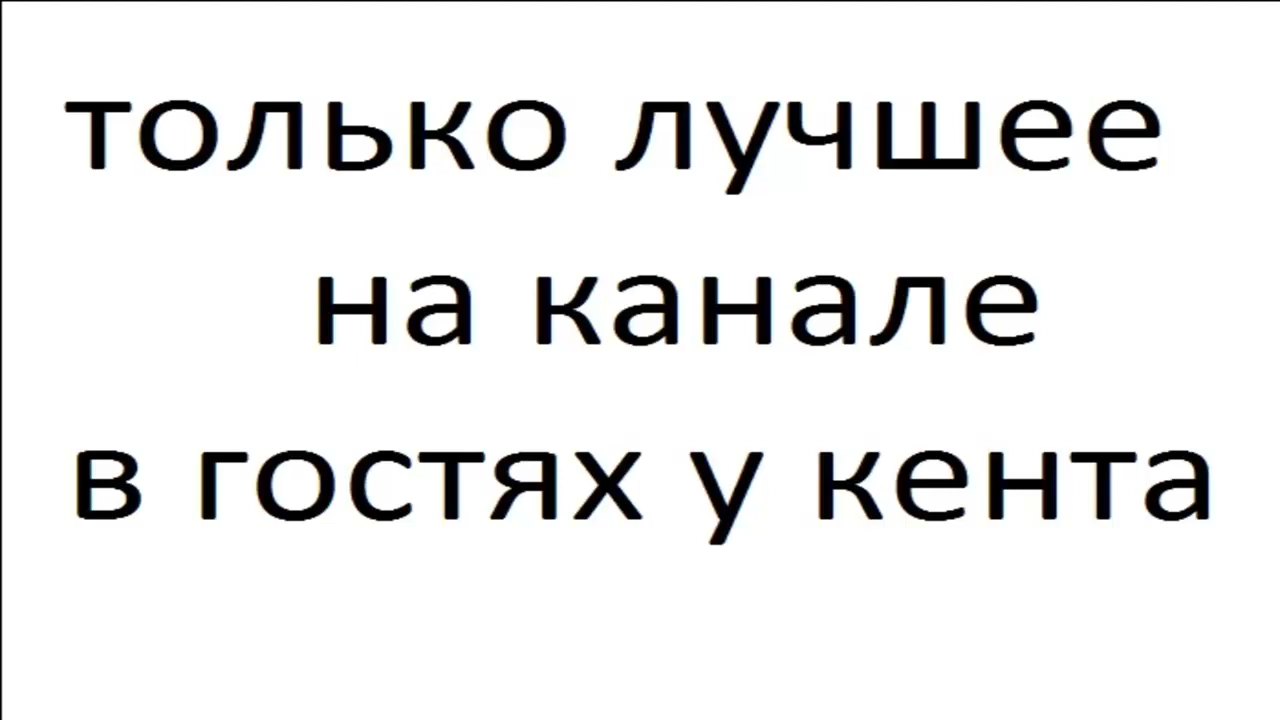 только лучшее
на канале
в гостях у кента